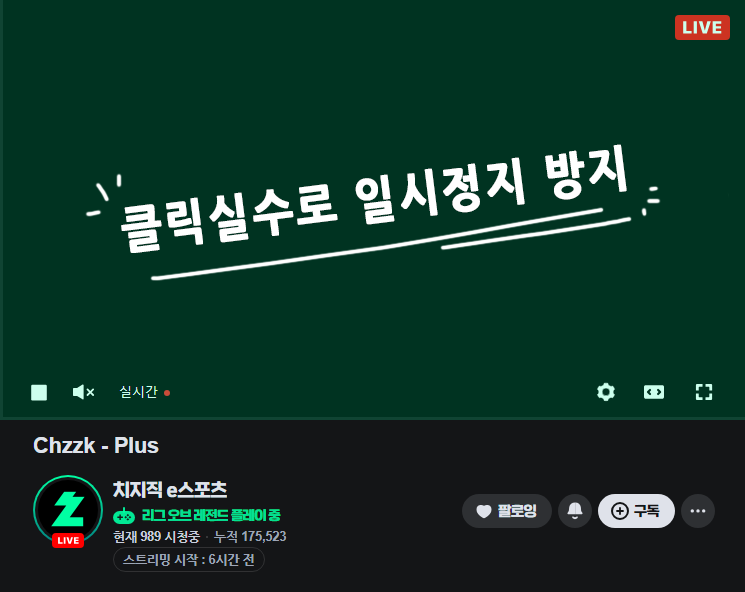 LIVE
클릭실수로 일시정지 방지
실시간
Chzzk - Plus
치지직 e스포츠
리그 오브 레전드 플레이 중
현재 989 시청중 · 누적 175,523
스트리밍 시작 : 6시간 전
LIVE
팔로잉
구독